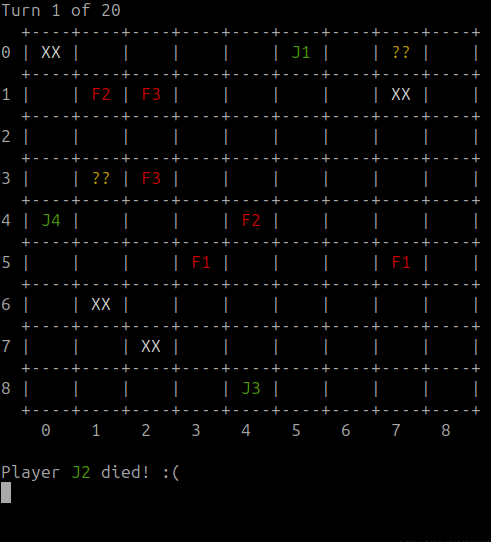 Turn 1 of 20
0 XX J1 ??
1 F2 F3 XX
2
3 ?? F3
4 J4 F2
5 F1 F1
6 XX
7 XX
8 J3
0 1 2 3 4 5 6 7 8
Player J2 died! :(